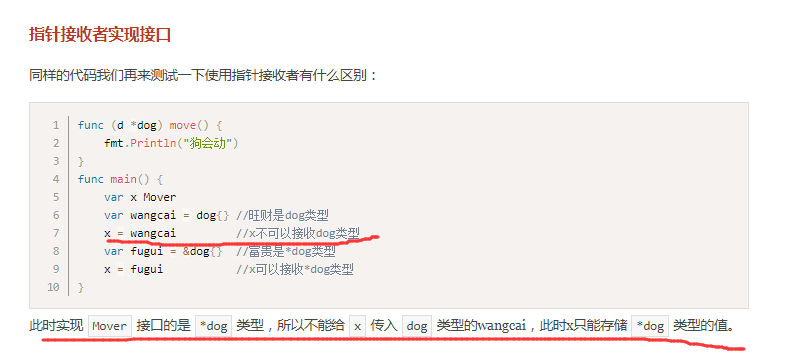 指针接收者实现接口
同样的代码我们再来测试一下使用指针接收者有什么区别：
1 func (d *dog) move() {
2 fmt.Println("狗会动")
3 }
4 func main() {
5 var x Mover
6 var wangcai = dog{} //旺财是dog类型
7 x = wangcai //x不可以接收dog类型
8 var fugui = &dog{} //富贵是*dog类型
9 x = fugui //x可以接收*dog类型
10 }
此时实现 Mover 接口的是 *dog 类型，所以不能给 x 传入 dog 类型的wangcai，此时x只能存储 *dog 类型的值。